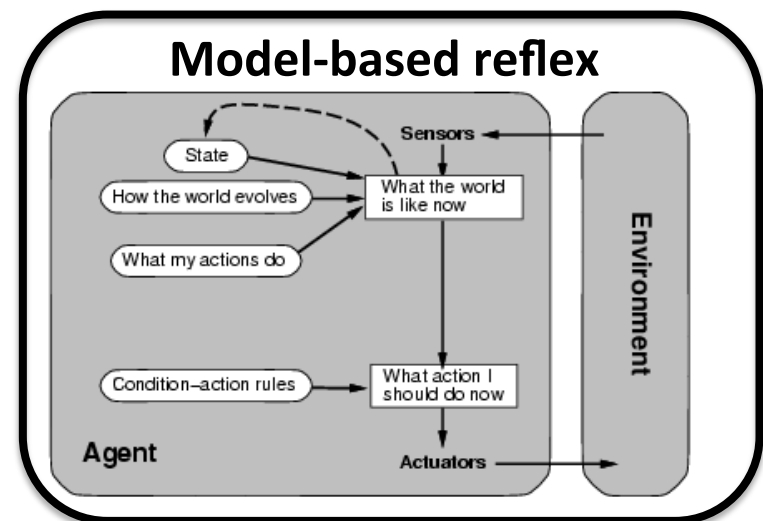 Model-based reflex
Sensors
State
What the world
is like now
How the world evolves
What my actions do
Environment
Condition–action rules
What action I
should do now
Agent
Actuators